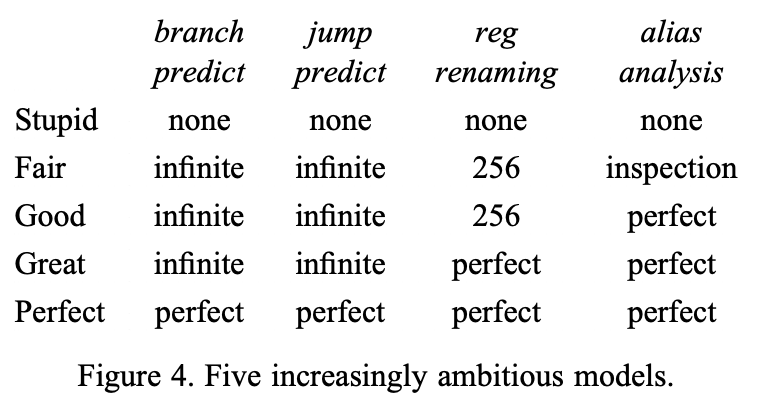 branch jump reg alias
predict predict renaming analysis
Stupid none none none none
Fair infinite infinite 256 inspection
Good infinite infinite 256 perfect
Great infinite infinite perfect perfect
Perfect perfect perfect perfect perfect
Figure 4. Five increasingly ambitious models.